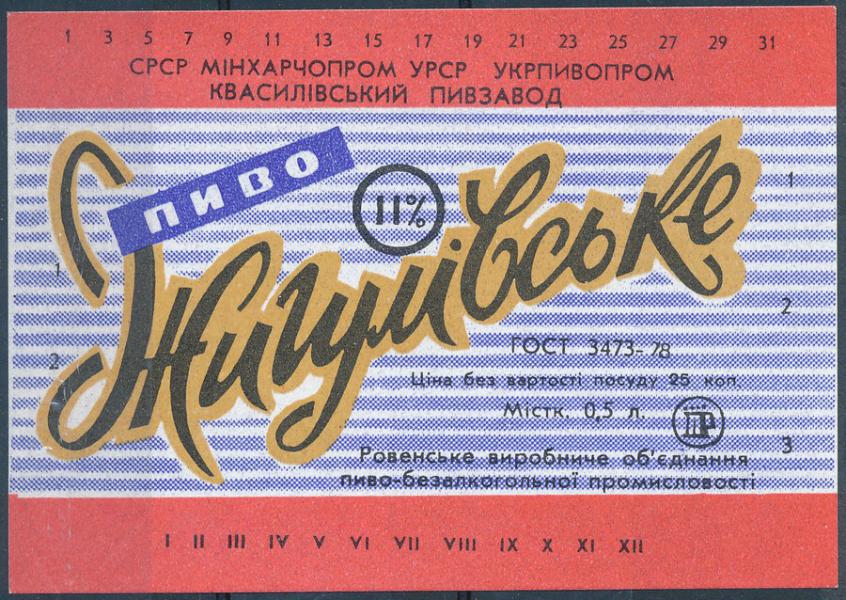 1 3 5 7 9 11 13 15 17 19 21 23 25 27 29 31
СРСР МІНХАРЧОПРОМ УРСР УКРПИВОПРОМ
КВАСИЛІВСЬКИЙ ПИВЗАВОД
ПИВО
11%
Жигулівське
1
2
1
2
3
ГОСТ 3473-78
Ціна без вартості посуду 25 коп.
Містк. 0,5 л.
Ровенське виробниче об'єднання
пиво-безалкогольної промисловості
I II III IV V VI VII VIII IX X XI XII